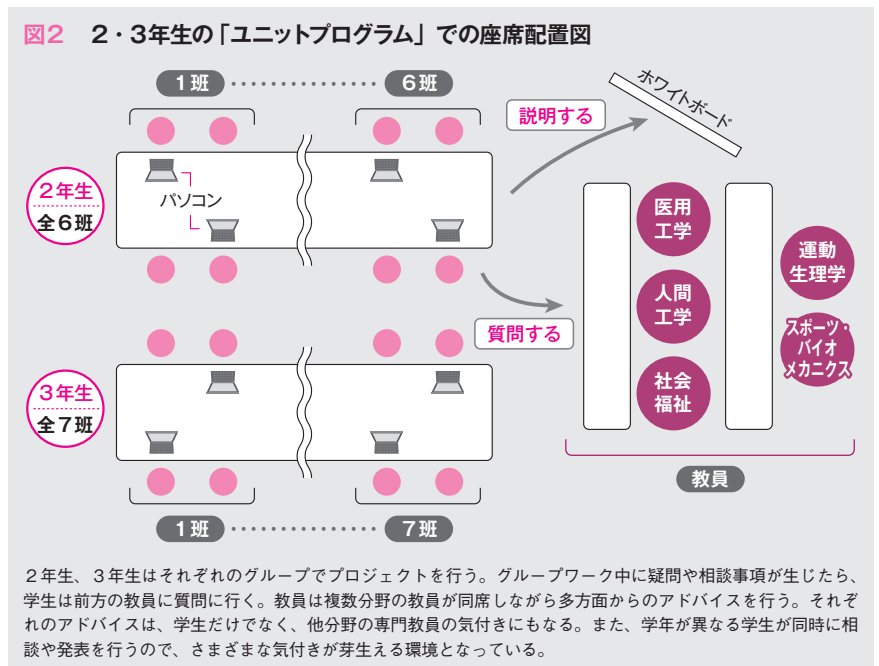 図2　2・3年生の「ユニットプログラム」での座席配置図
1班
6班
ホワイトボード
説明する
2年生
全6班
パソコン
医用
工学
運動
生理学
人間
工学
質問する
スポーツ・
バイオ
メカニクス
3年生
全7班
社会
福祉
教員
1班
7班
2年生、3年生はそれぞれのグループでプロジェクトを行う。グループワーク中に疑問や相談事項が生じたら、
学生は前方の教員に質問に行く。教員は複数分野の教員が同席しながら多方面からのアドバイスを行う。それぞ
れのアドバイスは、学生だけでなく、他分野の専門教員の気付きにもなる。また、学年が異なる学生が同時に相
談や発表を行うので、さまざまな気付きが芽生える環境となっている。